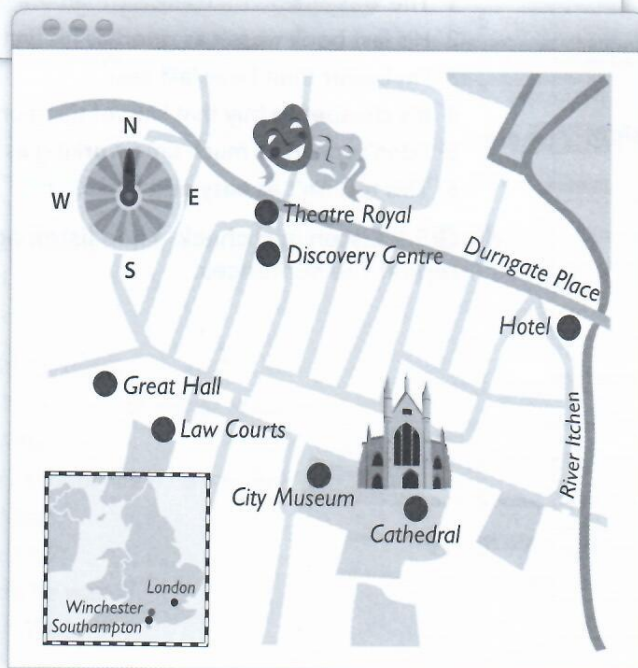 N
W
E
S
Theatre Royal
Discovery Centre
Durngate Place
Hotel
Great Hall
Law Courts
River Itchen
City Museum
Cathedral
London
Winchester
Southampton